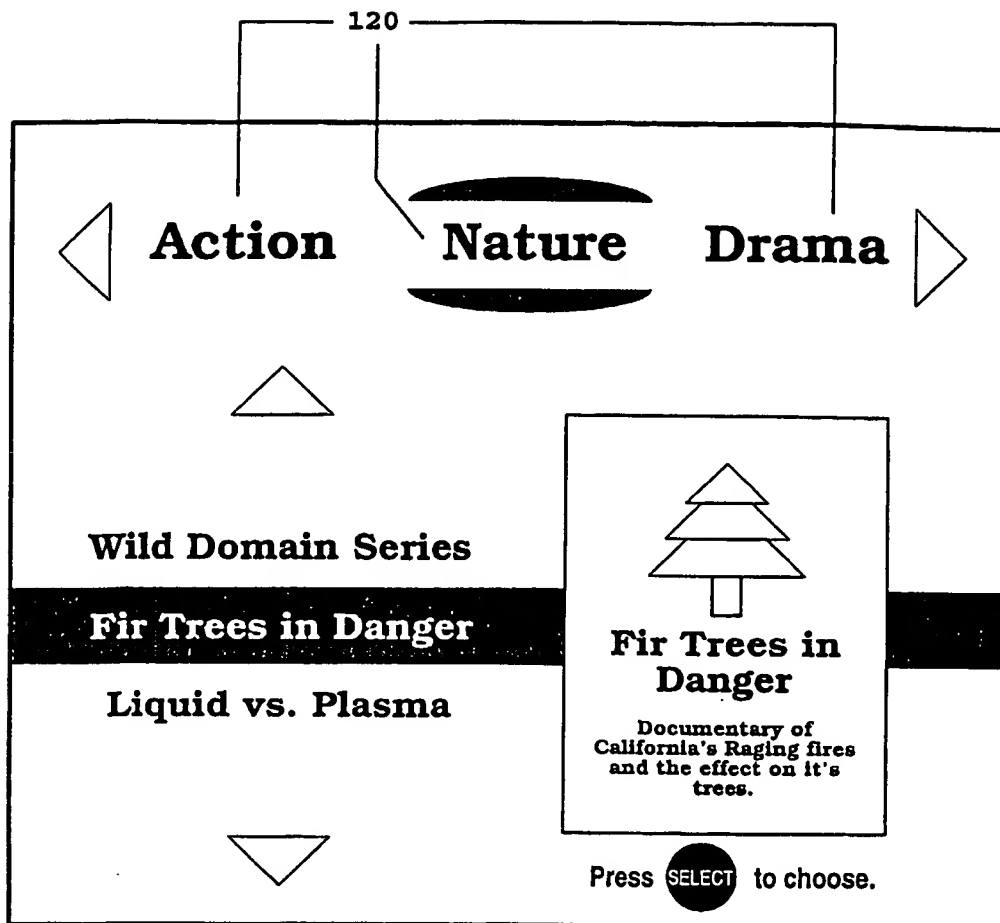 120
Action Nature Drama
Wild Domain Series
Fir Trees in Danger
Liquid vs. Plasma
Fir Trees in
Danger
Documentary of
California's Raging fires
and the effect on it's
trees.
Press SELECT to choose.